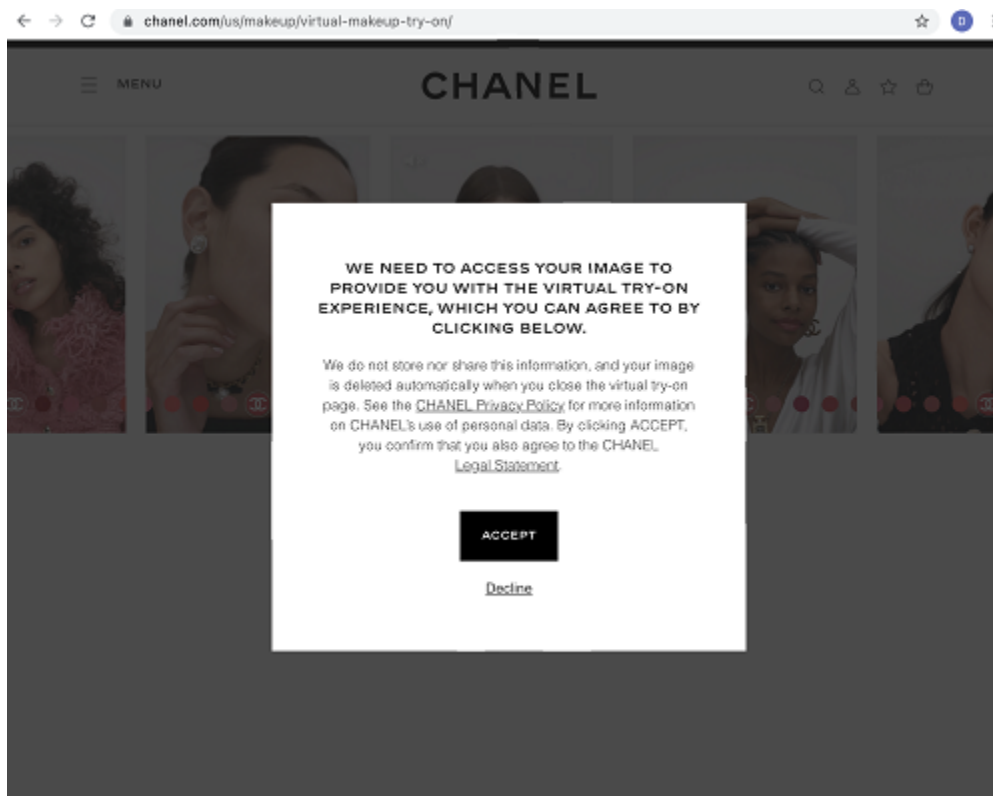 chanel.com/us/makeup/virtual-makeup-try-on/
D
MENU
CHANEL
WE NEED TO ACCESS YOUR IMAGE TO
PROVIDE YOU WITH THE VIRTUAL TRY-ON
EXPERIENCE, WHICH YOU CAN AGREE TO BY
CLICKING BELOW.
We do not store nor share this information, and your image
is deleted automatically when you close the virtual try-on
page. See the CHANEL Privacy Policy for more information
on CHANEL's use of personal data. By clicking ACCEPT,
you confirm that you also agree to the CHANEL
Legal Statement.
ACCEPT
Decline